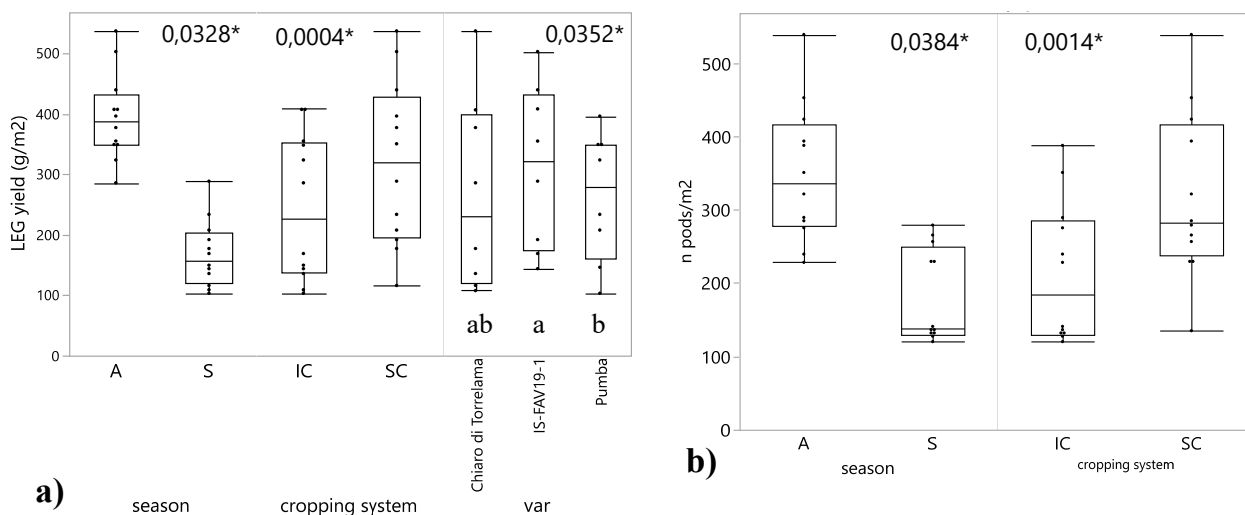 0,0328*
0,0004*
0,0352*
LEG yield (g/m2)
500
400
300
200
100
0
ab
a
b
A
S
IC
SC
Chiaro di Torrelama
IS-FAV19-1
Pumba
season
cropping system
var
a)
0,0384*
0,0014*
n pods/m2
500
400
300
200
100
0
A
S
IC
SC
season
cropping system
b)